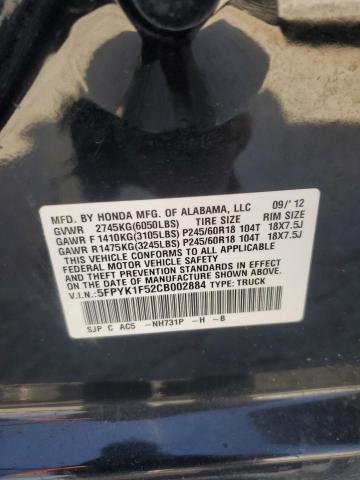 MFD. BY HONDA MFG. OF ALABAMA, LLC 09/'12
GVWR 2745KG(6050LBS) TIRE SIZE RIM SIZE
GAWR F 1410KG(3105LBS) P245/60R18 104T 18X7.5J
GAWR R 1475KG(3245LBS) P245/60R18 104T 18X7.5J
THIS VEHICLE CONFORMS TO ALL APPLICABLE
FEDERAL MOTOR VEHICLE SAFETY
AND THEFT PREVENTION STANDARDS IN EFFECT
ON THE DATE OF MANUFACTURE SHOWN ABOVE.
V.I.N.:5FPYK1F52CB002884 TYPE:TRUCK
SJP C AC5 -NH731P -H -B